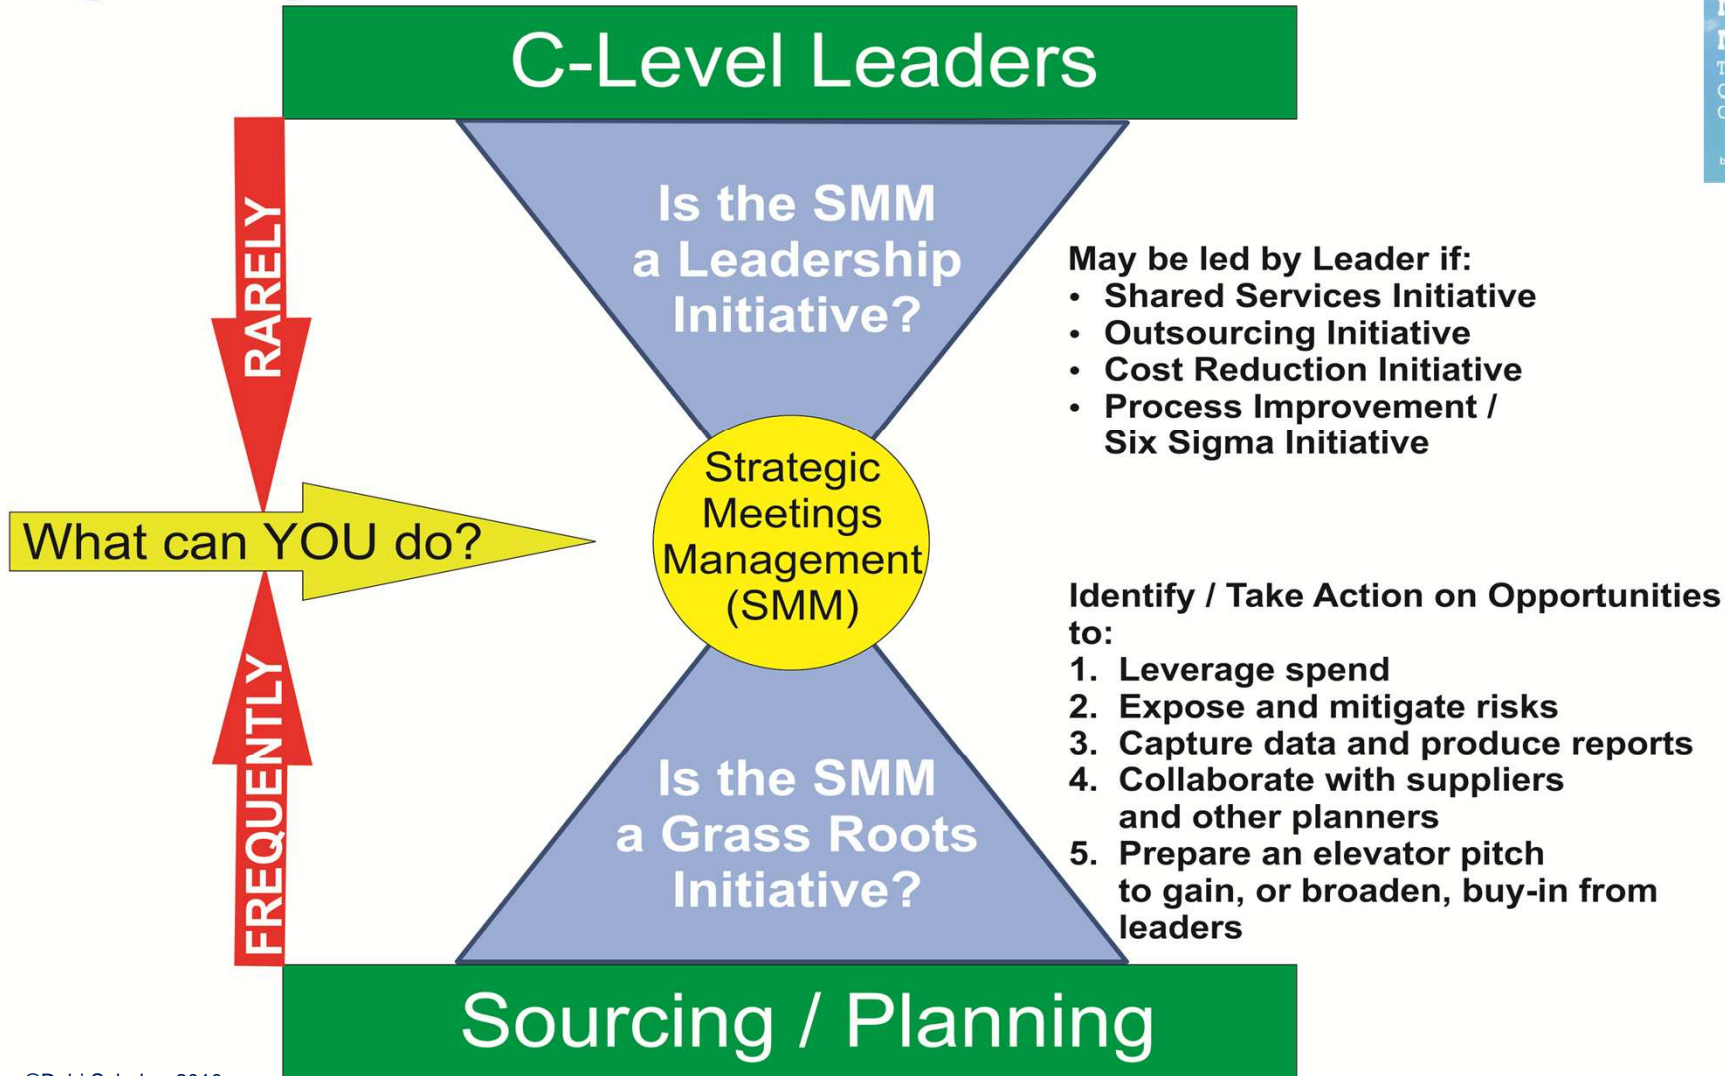 C-Level Leaders
RARELY
Is the SMM
a Leadership
Initiative?
May be led by Leader if:
• Shared Services Initiative
• Outsourcing Initiative
• Cost Reduction Initiative
• Process Improvement /
Six Sigma Initiative
What can YOU do?
Strategic
Meetings
Management
(SMM)
FREQUENTLY
Is the SMM
a Grass Roots
Initiative?
Identify / Take Action on Opportunities
to:
1. Leverage spend
2. Expose and mitigate risks
3. Capture data and produce reports
4. Collaborate with suppliers
and other planners
5. Prepare an elevator pitch
to gain, or broaden, buy-in from
leaders
Sourcing / Planning